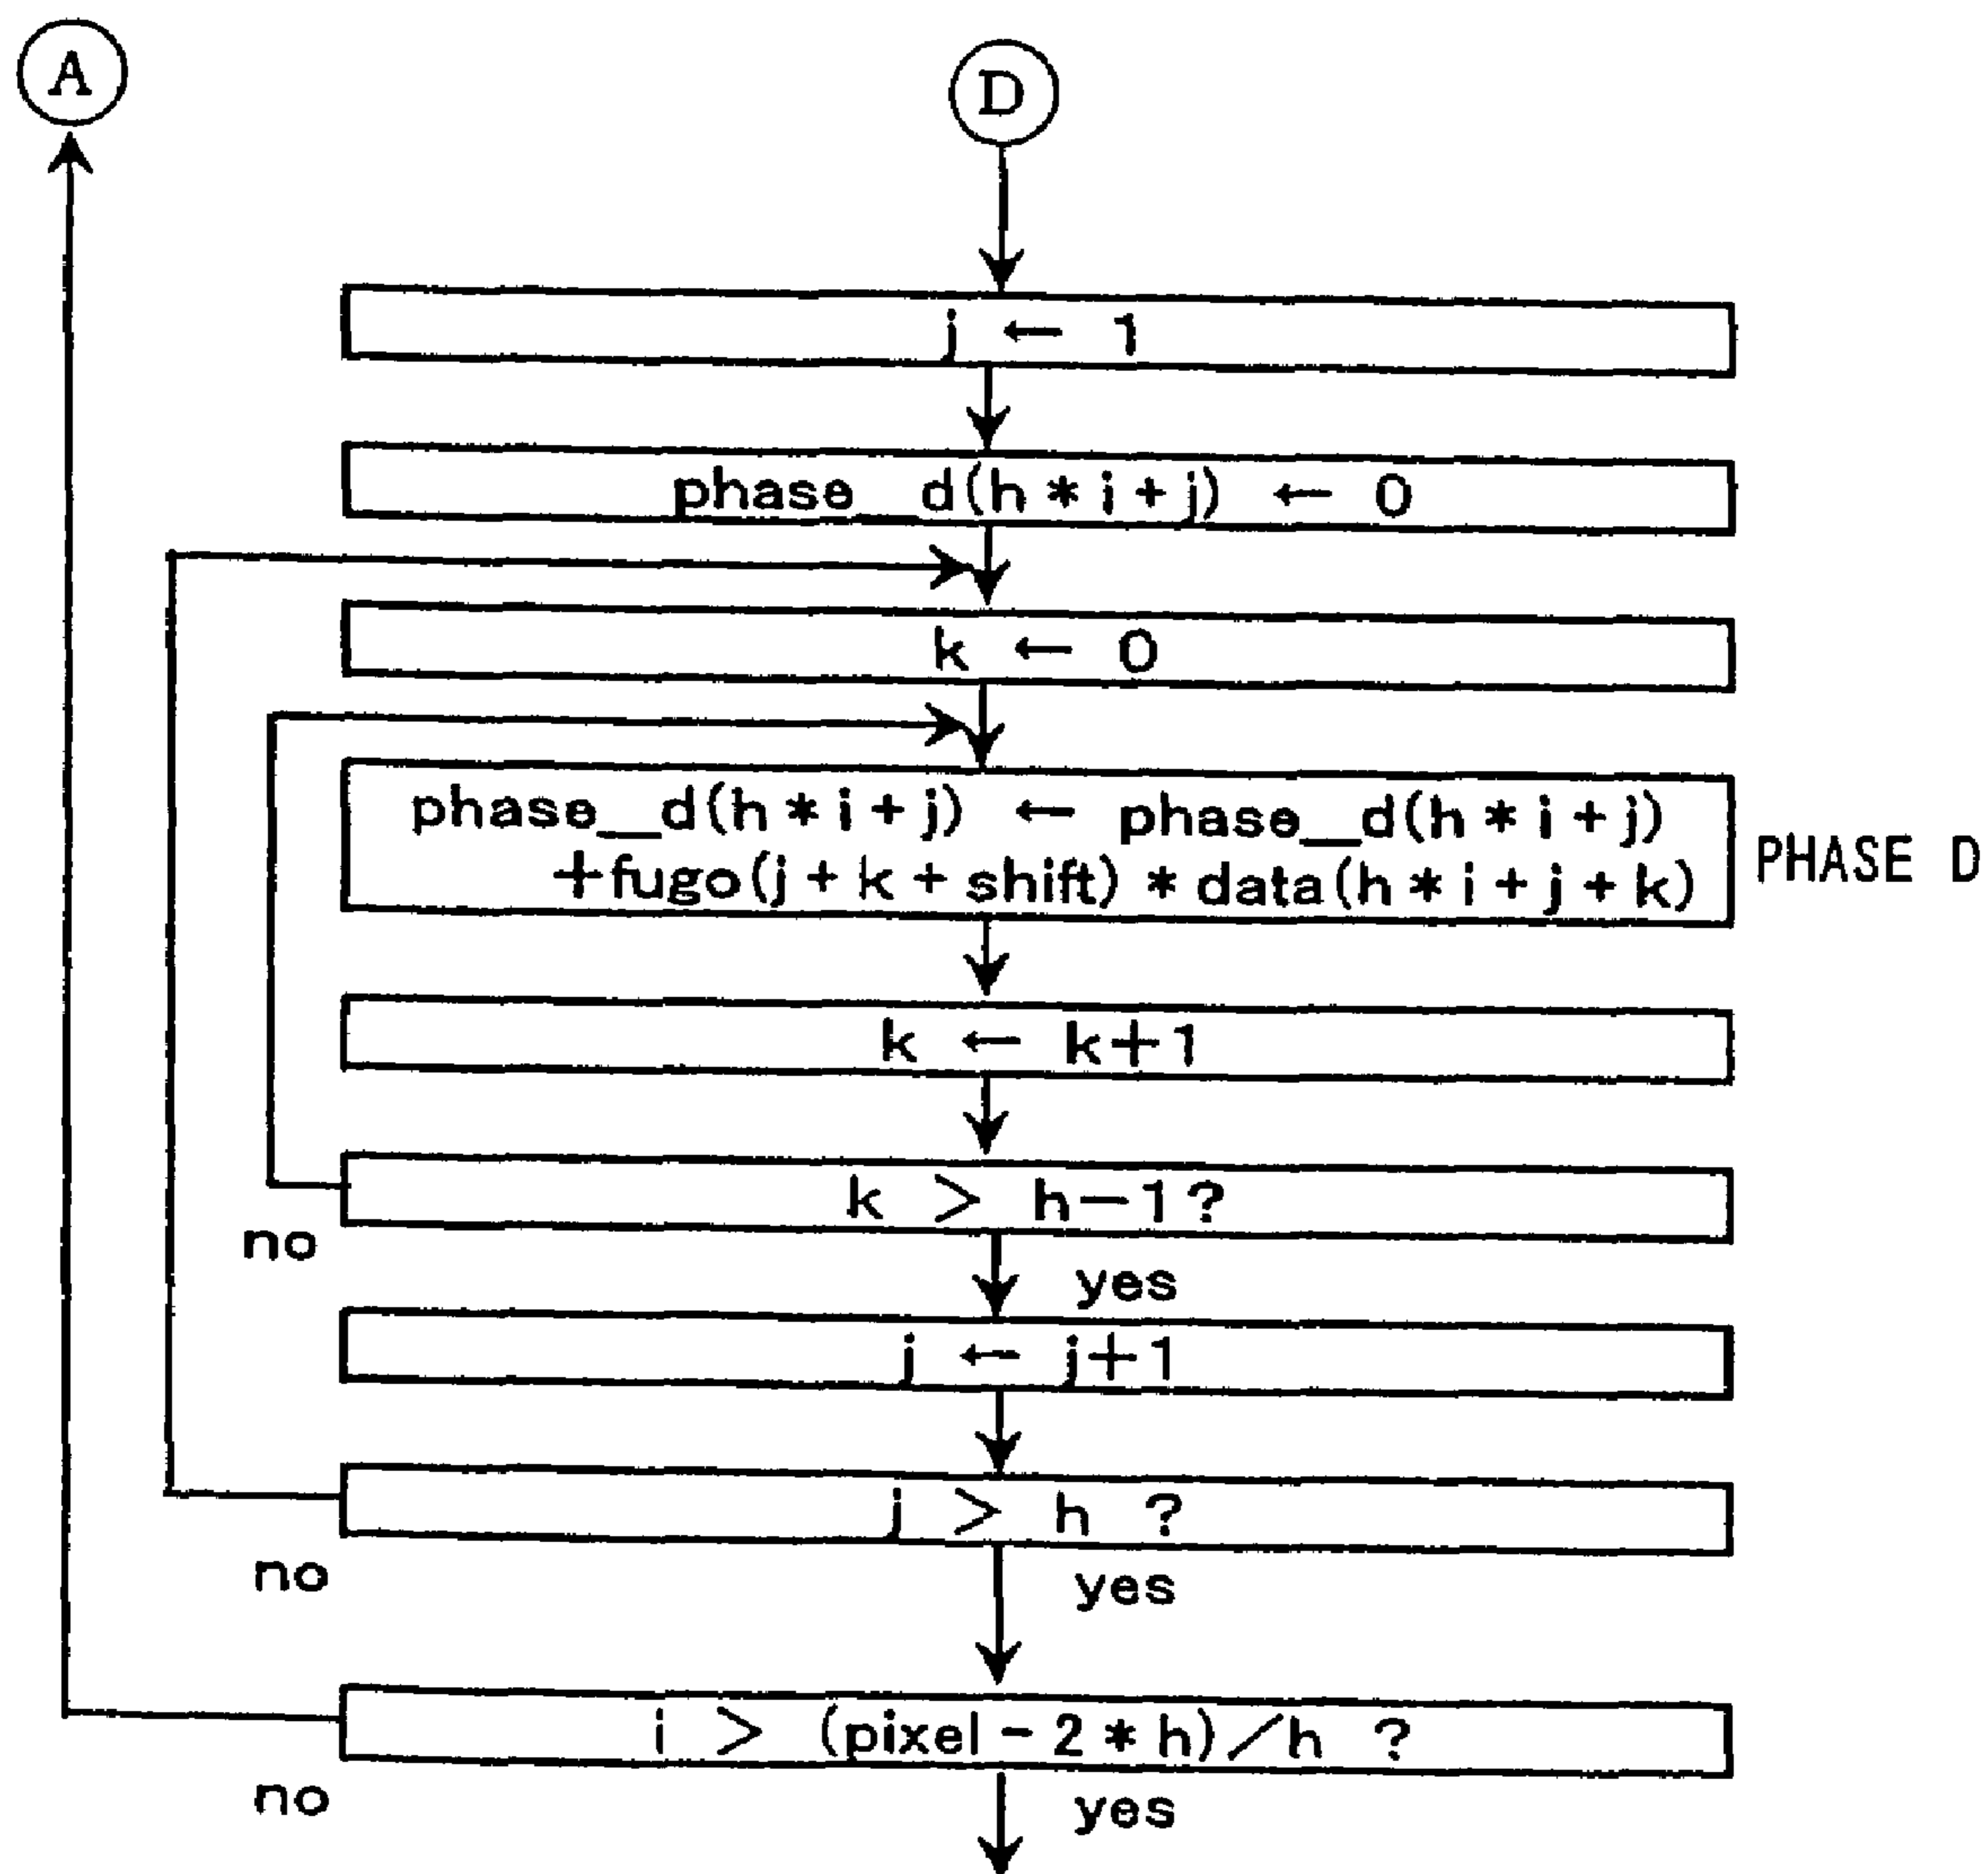 A
D
j ← 1
phase_d(h*i+j) ← 0
k ← 0
phase_d(h*i+j) ← phase_d(h*i+j)
+fugo(j+k+shift)*data(h*i+j+k)
PHASE D
k ← k+1
k > h-1?
no
yes
j ← j+1
j > h ?
no
yes
i > (pixel-2*h)/h ?
no
yes